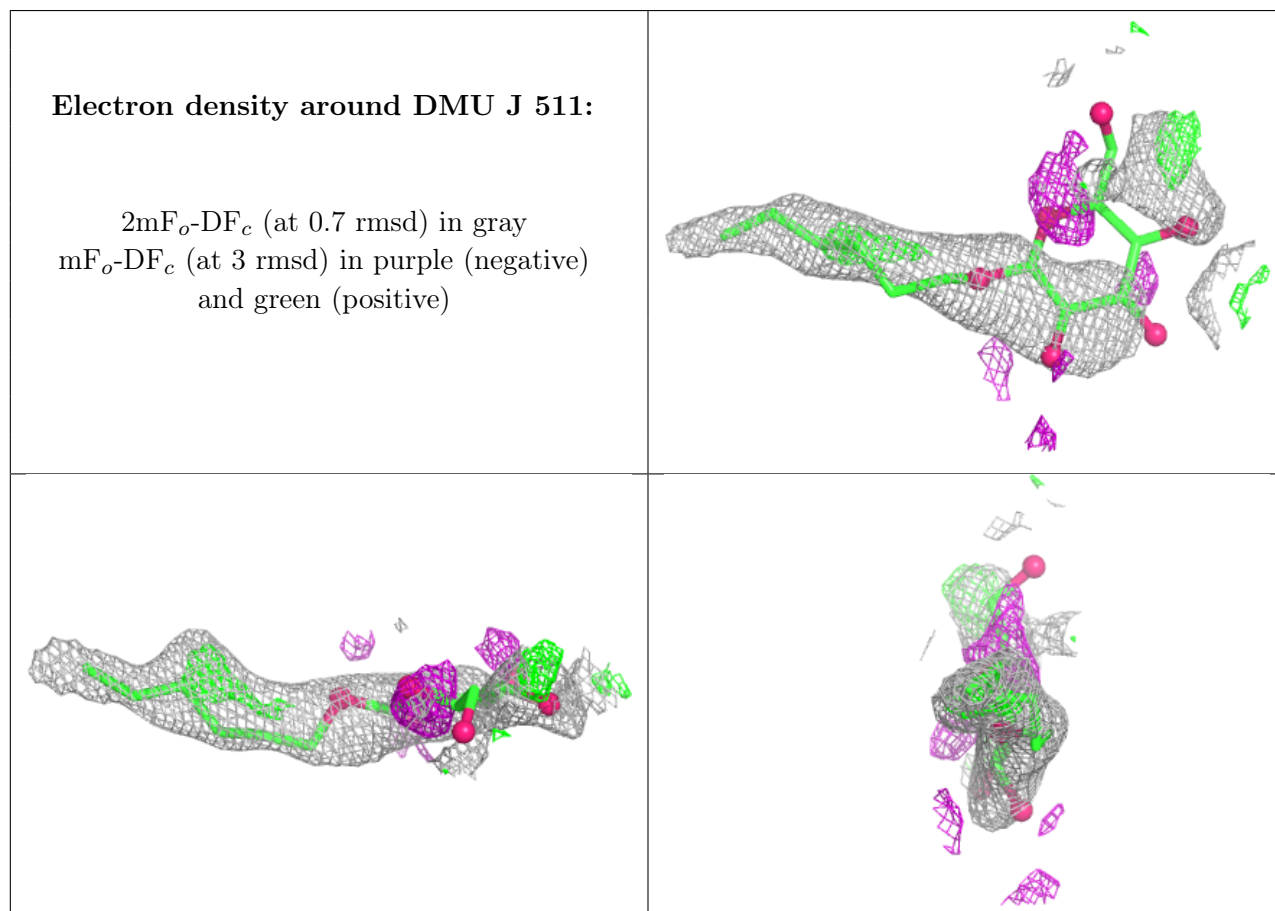 Electron density around DMU J 511:
2mFo-DFc (at 0.7 rmsd) in gray
mFo-DFc (at 3 rmsd) in purple (negative)
and green (positive)